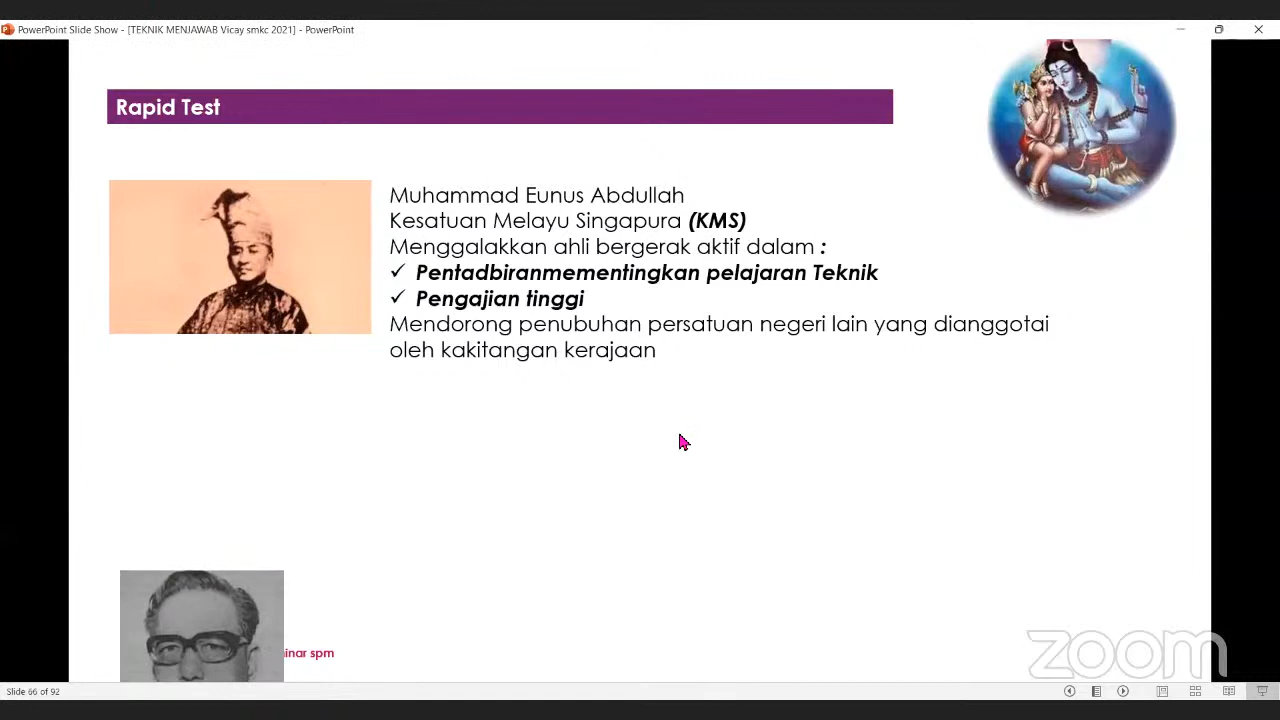 PowerPoint Slide Show - [TEKNIK MENJAWAB Vicay smkc 2021] - PowerPoint
Rapid Test
Muhammad Eunus Abdullah
Kesatuan Melayu Singapura (KMS)
Menggalakkan ahli bergerak aktif dalam :
✓ Pentadbiranmementingkan pelajaran Teknik
✓ Pengajian tinggi
Mendorong penubuhan persatuan negeri lain yang dianggotai
oleh kakitangan kerajaan
inar spm
zoom
Slide 66 of 92